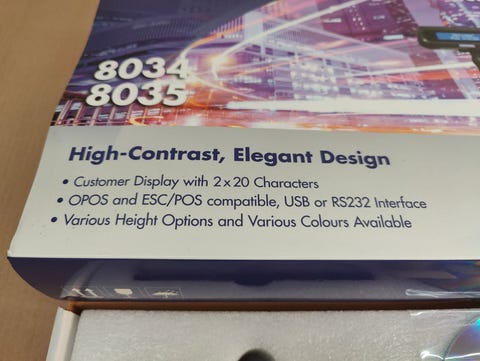 8034
8035
High-Contrast, Elegant Design
• Customer Display with 2x20 Characters
• OPOS and ESC/POS compatible, USB or RS232 Interface
• Various Height Options and Various Colours Available